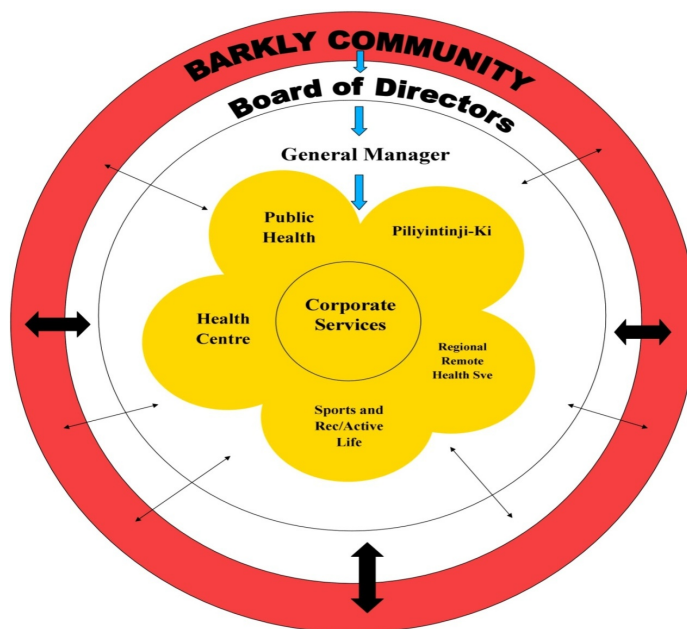 BARKLY COMMUNITY
Board of Directors
General Manager
Public
Health
Piliyintinji-Ki
Health
Centre
Corporate
Services
Regional
Remote
Health Sve
Sports and
Rec/Active
Life